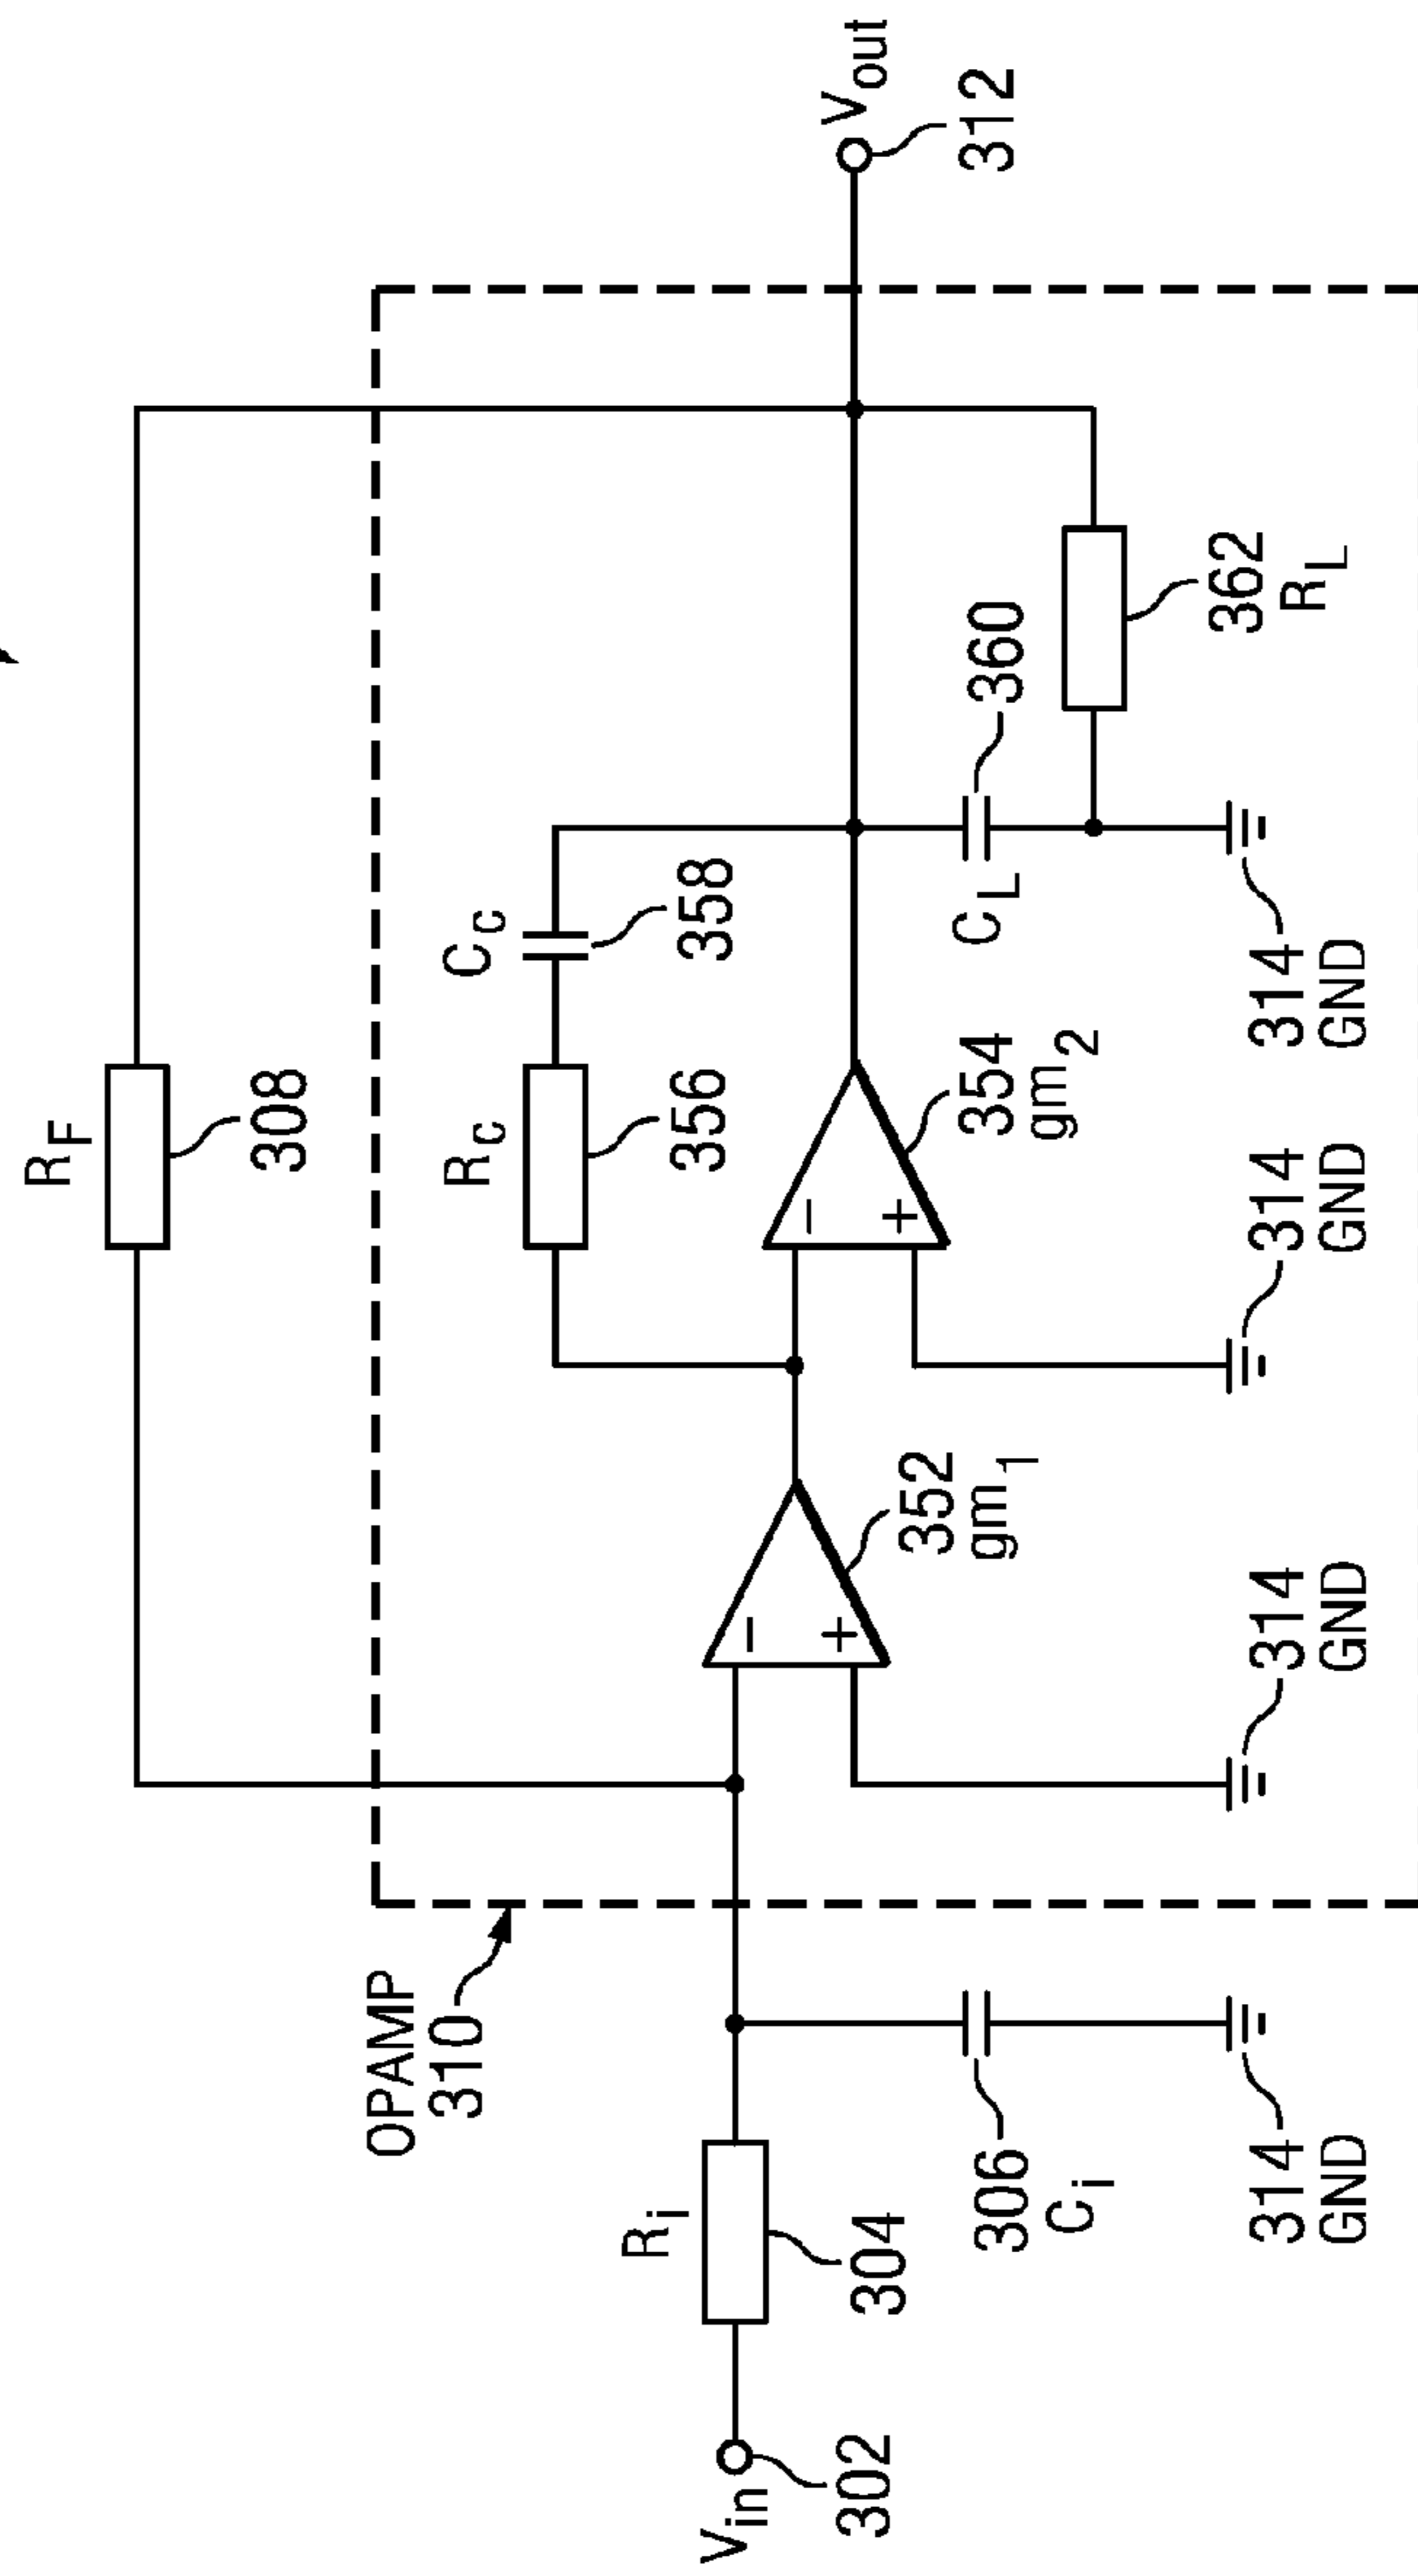 R_F
308
OPAMP
310
R_c
356
C_c
358
V_in
302
R_i
304
306
C_i
314
GND
−
+
352
gm_1
314
GND
−
+
354
gm_2
314
GND
C_L
360
314
GND
362
R_L
V_out
312